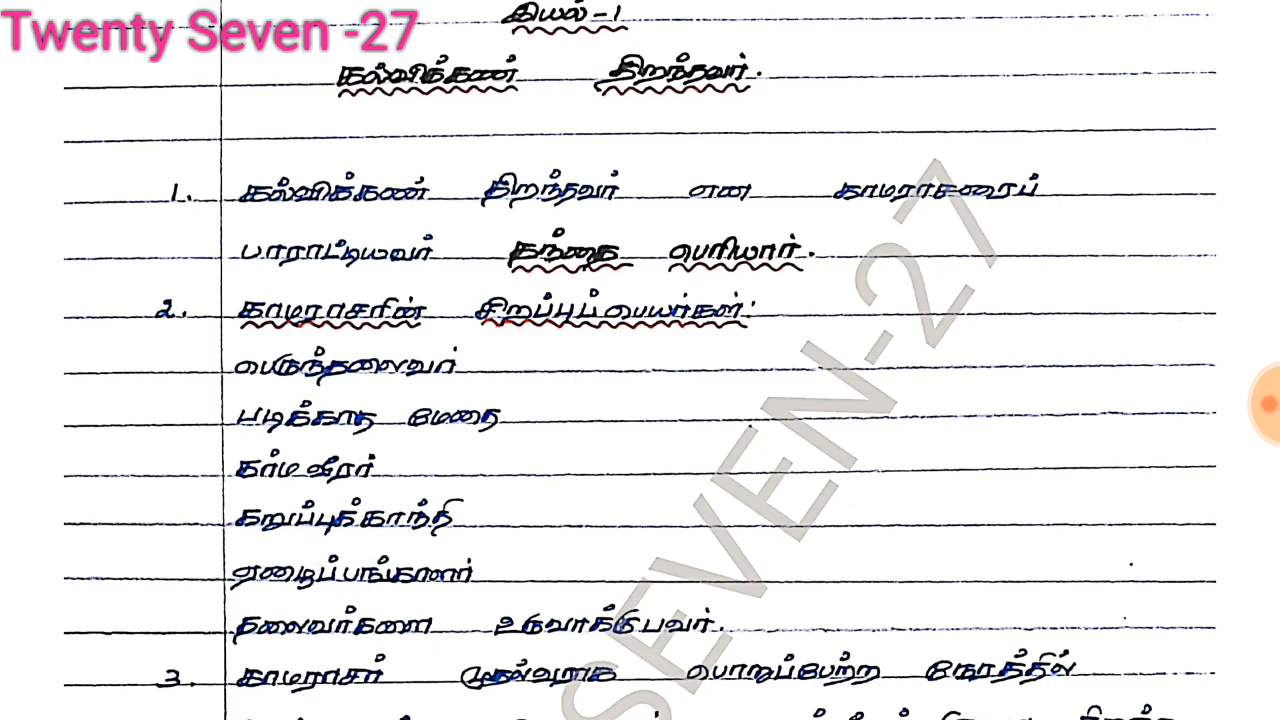 Twenty Seven -27
இயல்-1
கல்விக்கண் திறந்தவர்.
1. கல்விக்கண் திறந்தவர் என காமராசரைப்
பாராட்டியவர் தந்தை பெரியார்.
2. காமராசரின் சிறப்புப்பெயர்கள்:
பெருந்தலைவர்
படிக்காத மேதை
கர்மவீரர்
கறுப்புக்காந்தி
ஏழைப்பங்காளர்
தலைவர்களை உருவாக்குபவர்.
3. காமராசர் முதல்வராக பொறுப்பேற்ற நேரத்தில்
SEVEN-27